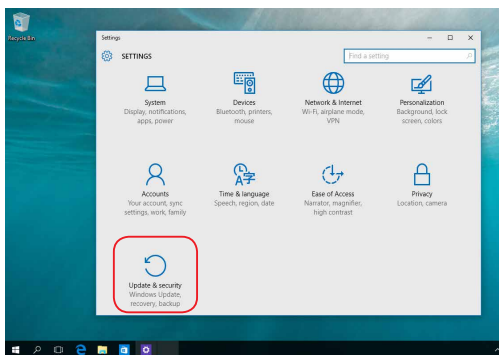 Recycle Bin
Settings
SETTINGS
Find a setting
System
Display, notifications,
apps, power
Devices
Bluetooth, printers,
mouse
Network & Internet
Wi-Fi, airplane mode,
VPN
Personalization
Background, lock
screen, colors
Accounts
Your account, sync
settings, work, family
Time & language
Speech, region, date
Ease of Access
Narrator, magnifier,
high contrast
Privacy
Location, camera
Update & security
Windows Update,
recovery, backup